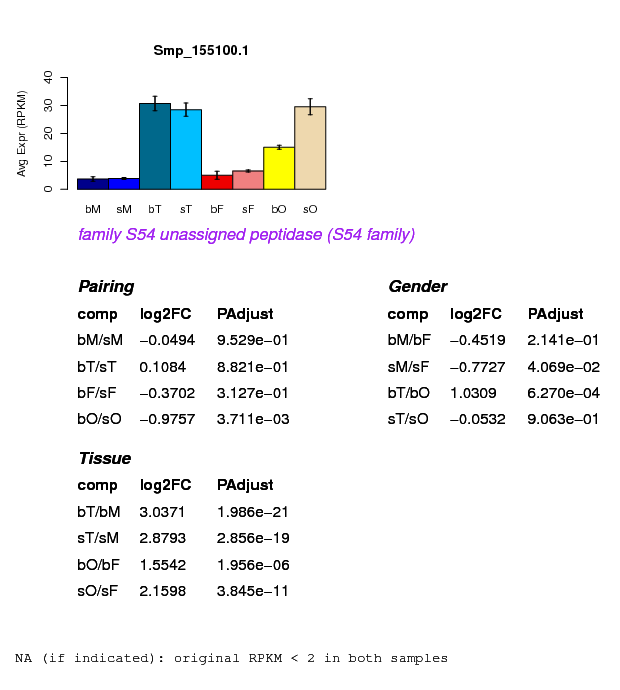 Smp_155100.1
Avg Expr (RPKM)
0 10 20 30 40
bM sM bT sT bF sF bO sO
family S54 unassigned peptidase (S54 family)
Pairing
comp log2FC PAdjust
bM/sM −0.0494 9.529e−01
bT/sT 0.1084 8.821e−01
bF/sF −0.3702 3.127e−01
bO/sO −0.9757 3.711e−03
Gender
comp log2FC PAdjust
bM/bF −0.4519 2.141e−01
sM/sF −0.7727 4.069e−02
bT/bO 1.0309 6.270e−04
sT/sO −0.0532 9.063e−01
Tissue
comp log2FC PAdjust
bT/bM 3.0371 1.986e−21
sT/sM 2.8793 2.856e−19
bO/bF 1.5542 1.956e−06
sO/sF 2.1598 3.845e−11
NA (if indicated): original RPKM < 2 in both samples